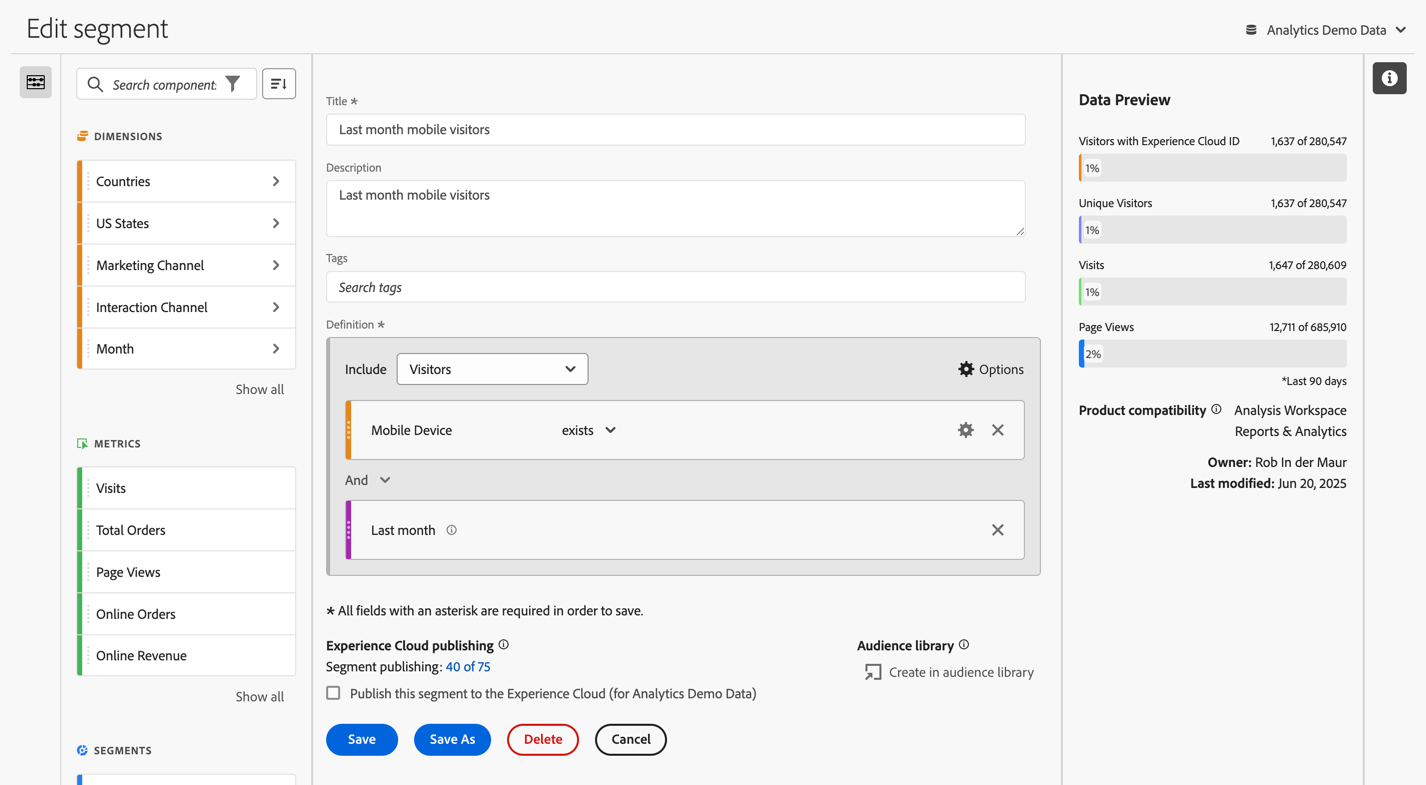 Edit segment
Analytics Demo Data
Search component
DIMENSIONS
Countries
US States
Marketing Channel
Interaction Channel
Month
Show all
METRICS
Visits
Total Orders
Page Views
Online Orders
Online Revenue
Show all
SEGMENTS
Title *
Last month mobile visitors
Description
Last month mobile visitors
Tags
Search tags
Definition *
Include Visitors Options
Mobile Device exists
And
Last month
* All fields with an asterisk are required in order to save.
Experience Cloud publishing
Segment publishing: 40 of 75
Publish this segment to the Experience Cloud (for Analytics Demo Data)
Audience library
Create in audience library
Save Save As Delete Cancel
Data Preview
Visitors with Experience Cloud ID 1,637 of 280,547
1%
Unique Visitors 1,637 of 280,547
1%
Visits 1,647 of 280,609
1%
Page Views 12,711 of 685,910
2%
*Last 90 days
Product compatibility Analysis Workspace
Reports & Analytics
Owner: Rob In der Maur
Last modified: Jun 20, 2025